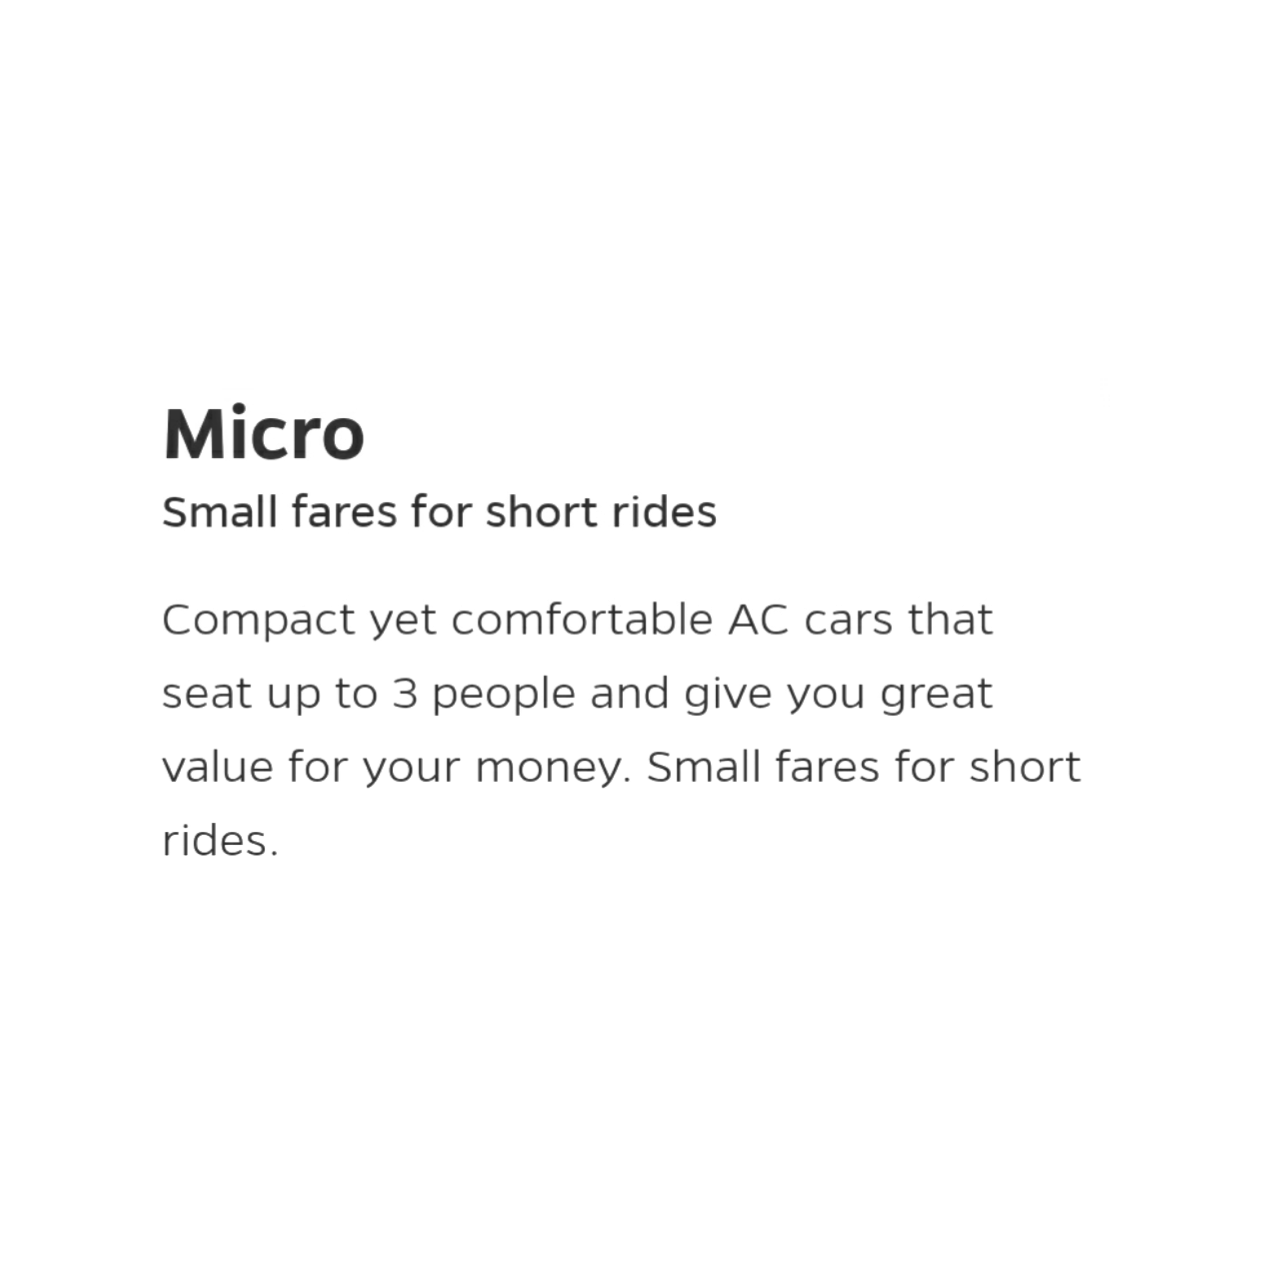 Micro
Small fares for short rides
Compact yet comfortable AC cars that
seat up to 3 people and give you great
value for your money. Small fares for short
rides.